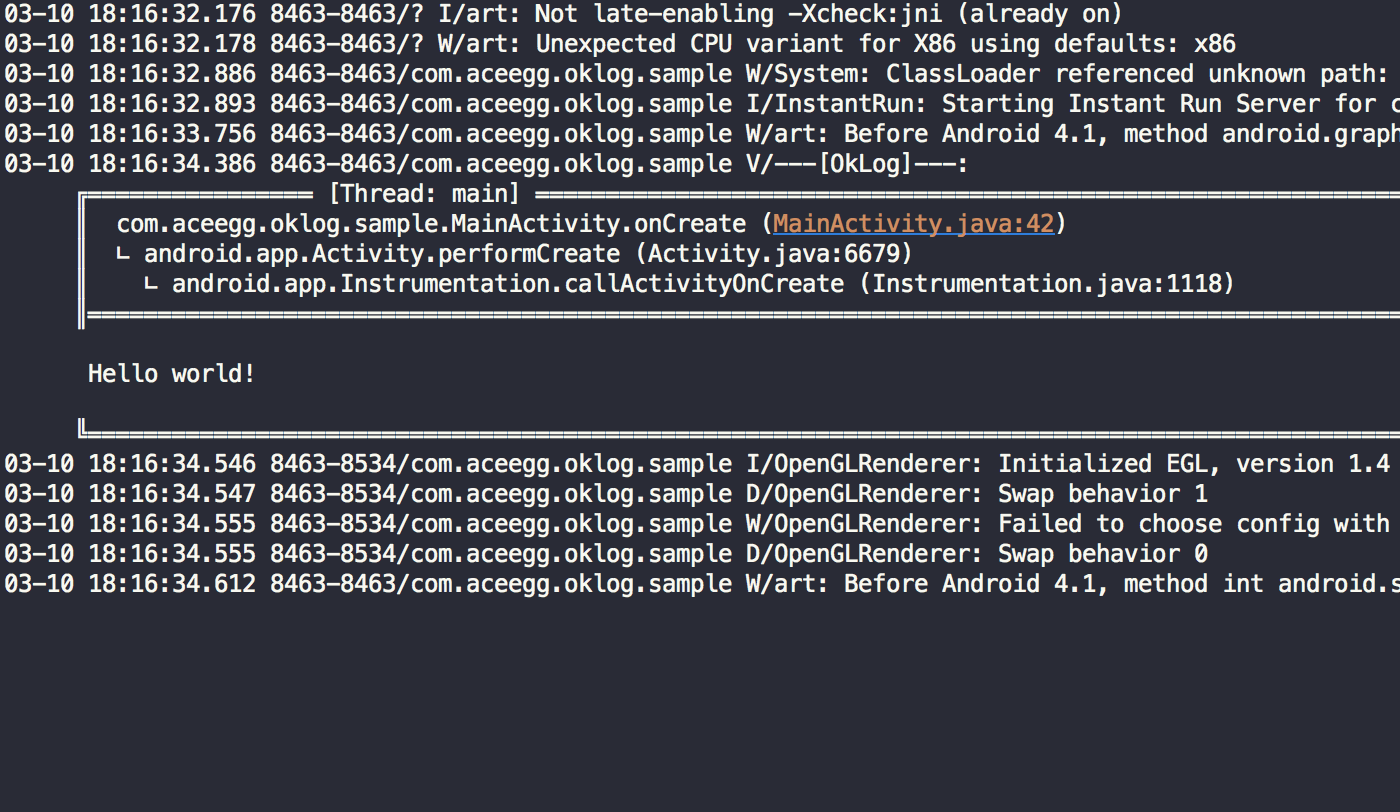 03-10 18:16:32.176 8463-8463/? I/art: Not late-enabling -Xcheck:jni (already on)
03-10 18:16:32.178 8463-8463/? W/art: Unexpected CPU variant for X86 using defaults: x86
03-10 18:16:32.886 8463-8463/com.aceegg.oklog.sample W/System: ClassLoader referenced unknown path:
03-10 18:16:32.893 8463-8463/com.aceegg.oklog.sample I/InstantRun: Starting Instant Run Server for c
03-10 18:16:33.756 8463-8463/com.aceegg.oklog.sample W/art: Before Android 4.1, method android.graph
03-10 18:16:34.386 8463-8463/com.aceegg.oklog.sample V/---[OkLog]---:
[Thread: main]
com.aceegg.oklog.sample.MainActivity.onCreate (MainActivity.java:42)
android.app.Activity.performCreate (Activity.java:6679)
android.app.Instrumentation.callActivityOnCreate (Instrumentation.java:1118)
Hello world!
03-10 18:16:34.546 8463-8534/com.aceegg.oklog.sample I/OpenGLRenderer: Initialized EGL, version 1.4
03-10 18:16:34.547 8463-8534/com.aceegg.oklog.sample D/OpenGLRenderer: Swap behavior 1
03-10 18:16:34.555 8463-8534/com.aceegg.oklog.sample W/OpenGLRenderer: Failed to choose config with
03-10 18:16:34.555 8463-8534/com.aceegg.oklog.sample D/OpenGLRenderer: Swap behavior 0
03-10 18:16:34.612 8463-8463/com.aceegg.oklog.sample W/art: Before Android 4.1, method int android.s